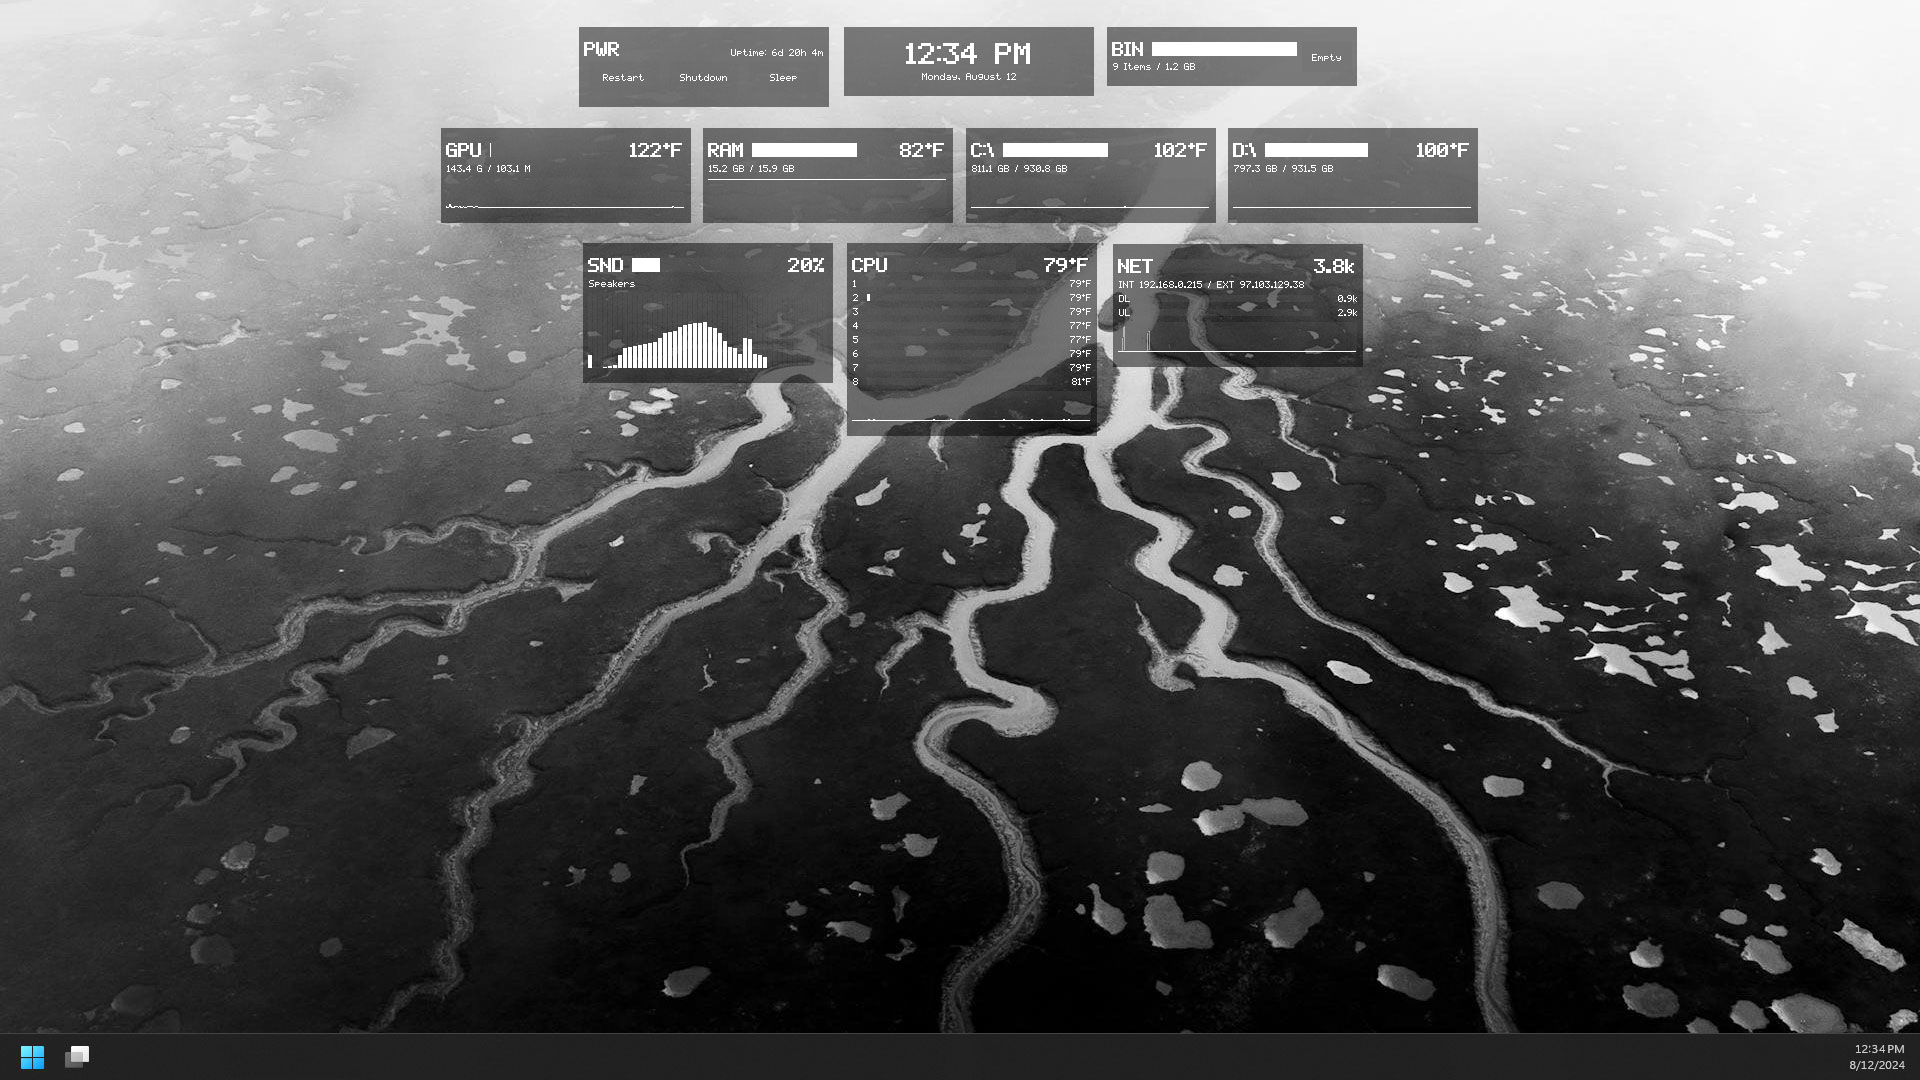 PWR
Uptime: 6d 20h 4m
Restart Shutdown Sleep
12:34 PM
Monday, August 12
BIN
9 Items / 1.2 GB
Empty
GPU 122°F
143.4 G / 103.1 M
RAM 82°F
15.2 GB / 15.9 GB
C:\ 102°F
811.1 GB / 930.8 GB
D:\ 100°F
797.3 GB / 931.5 GB
SND 20%
Speakers
CPU 79°F
1 79°F
2 79°F
3 79°F
4 77°F
5 77°F
6 79°F
7 79°F
8 81°F
NET 3.8k
INT 192.168.0.215 / EXT 97.103.129.38
DL 0.9k
UL 2.9k
12:34 PM
8/12/2024